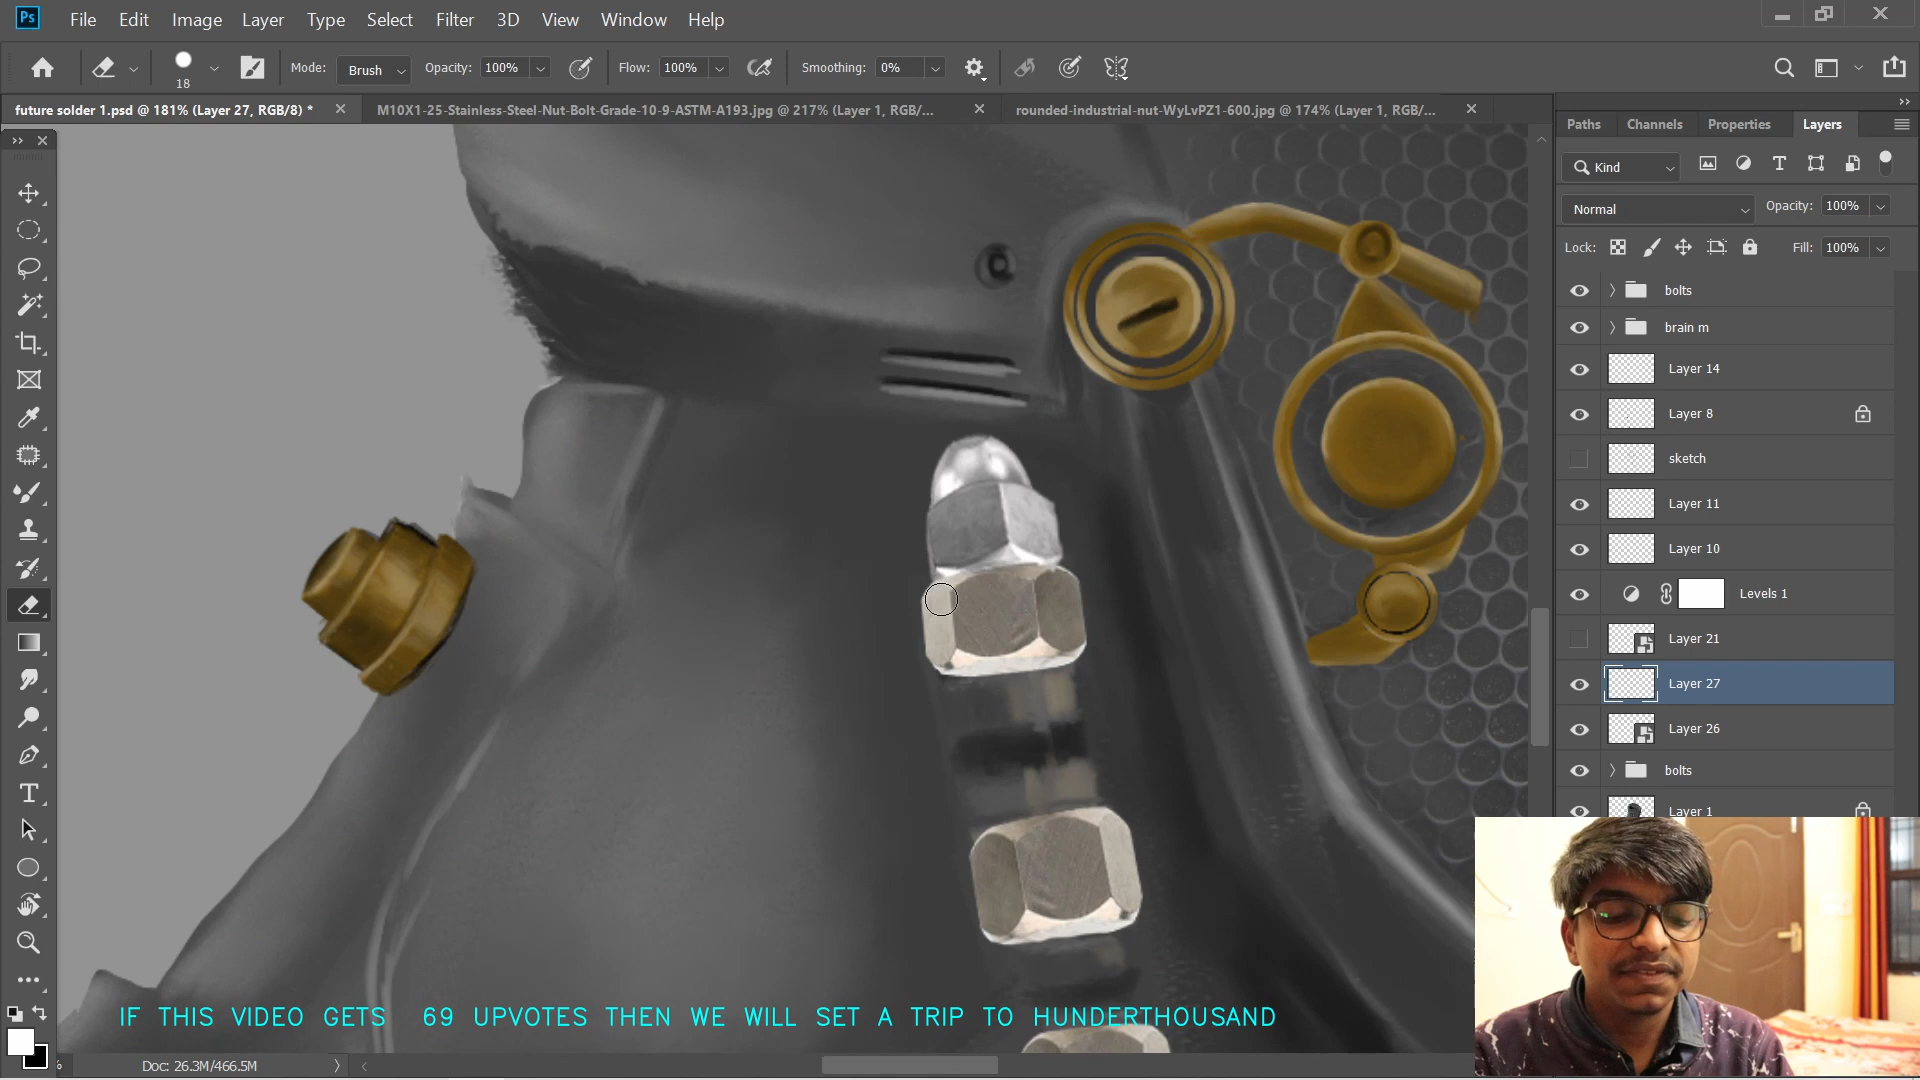 Ps File Edit Image Layer Type Select Filter 3D View Window Help
18 Mode: Brush Opacity: 100% Flow: 100% Smoothing: 0%
future solder 1.psd @ 181% (Layer 27, RGB/8) * M10X1-25-Stainless-Steel-Nut-Bolt-Grade-10-9-ASTM-A193.jpg @ 217% (Layer 1, RGB/... rounded-industrial-nut-WyLvPZ1-600.jpg @ 174% (Layer 1, RGB/...
Paths Channels Properties Layers
Kind
Normal Opacity: 100%
Lock: Fill: 100%
bolts
brain m
Layer 14
Layer 8
sketch
Layer 11
Layer 10
Levels 1
Layer 21
Layer 27
Layer 26
bolts
Layer 1
IF THIS VIDEO GETS 69 UPVOTES THEN WE WILL SET A TRIP TO HUNDERTHOUSAND
% Doc: 26.3M/466.5M